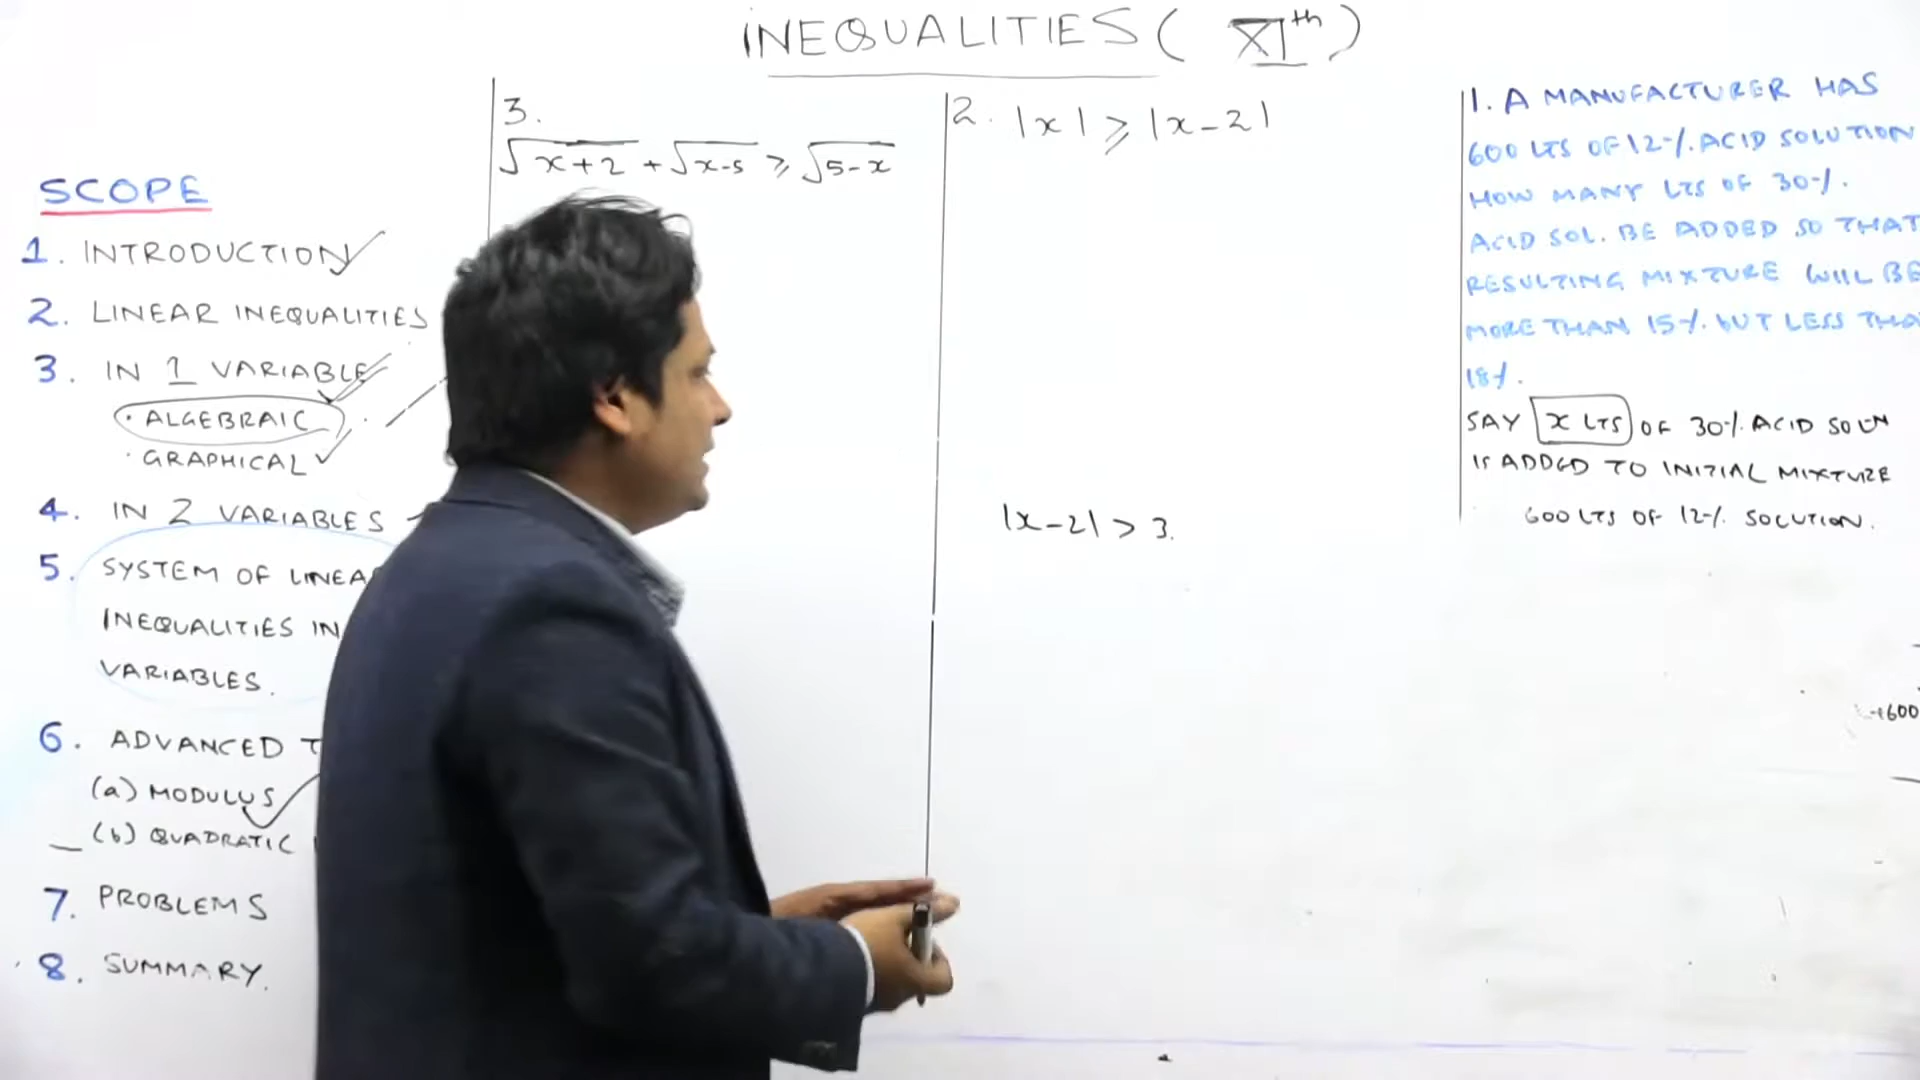 INEQUALITIES ( XIth )
SCOPE
1. INTRODUCTION
2. LINEAR INEQUALITIES
3. IN 1 VARIABLE
· ALGEBRAIC
· GRAPHICAL
4. IN 2 VARIABLES
5. SYSTEM OF LINEA
INEQUALITIES IN
VARIABLES.
6. ADVANCED T
(a) MODULUS
(b) QUADRATIC
7. PROBLEMS
8. SUMMARY.
3.
√x+2 + √x-5 ≥ √5-x
2. |x| ≥ |x-2|
|x-2| > 3.
1. A MANUFACTURER HAS
600 LTS OF 12% ACID SOLUTION
HOW MANY LTS OF 30%
ACID SOL. BE ADDED SO THAT
RESULTING MIXTURE WILL BE
MORE THAN 15% BUT LESS THA
18%.
SAY x LTS OF 30% ACID SOLN
IS ADDED TO INITIAL MIXTURE
600 LTS OF 12% SOLUTION.
+600